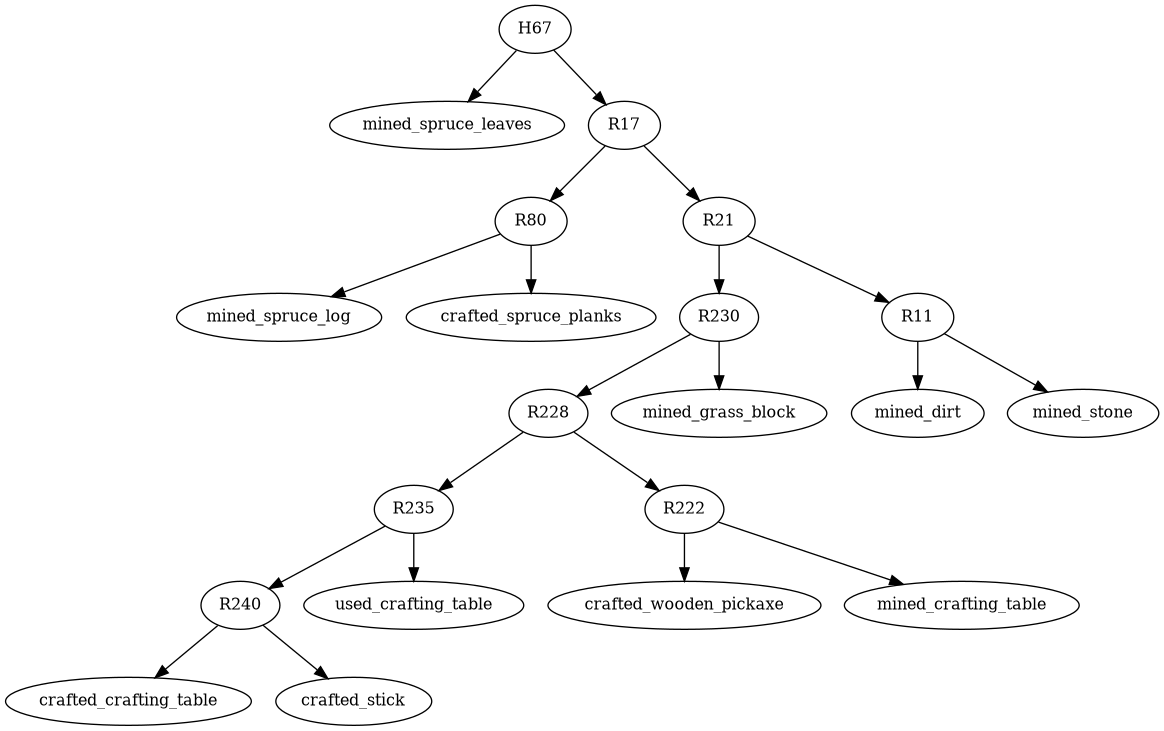 H67
mined_spruce_leaves
R17
R80
R21
mined_spruce_log
crafted_spruce_planks
R230
R11
R228
mined_grass_block
mined_dirt
mined_stone
R235
R222
R240
used_crafting_table
crafted_wooden_pickaxe
mined_crafting_table
crafted_crafting_table
crafted_stick